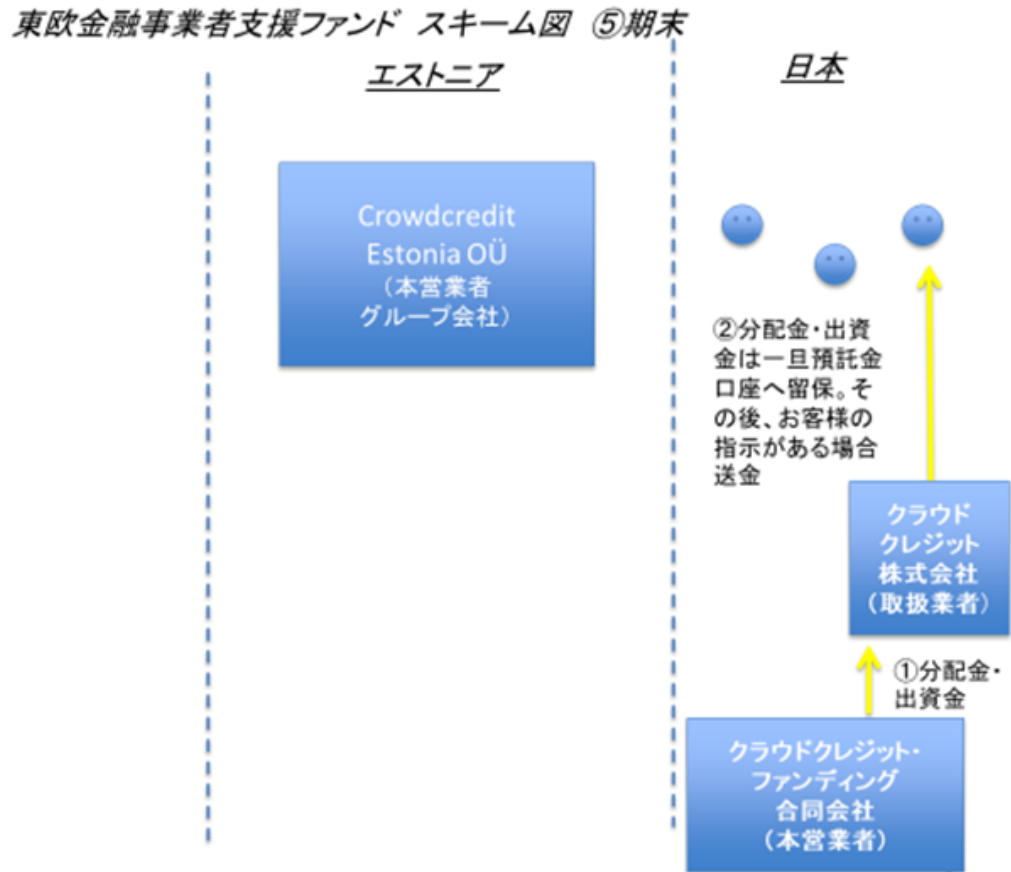 東欧金融事業者支援ファンド スキーム図 ⑤期末
エストニア
日本
Crowdcredit
Estonia OÜ
（本営業者
グループ会社）
②分配金・出資
金は一旦預託金
口座へ留保。そ
の後、お客様の
指示がある場合
送金
クラウド
クレジット
株式会社
（取扱業者）
①分配金・
出資金
クラウドクレジット・
ファンディング
合同会社
（本営業者）